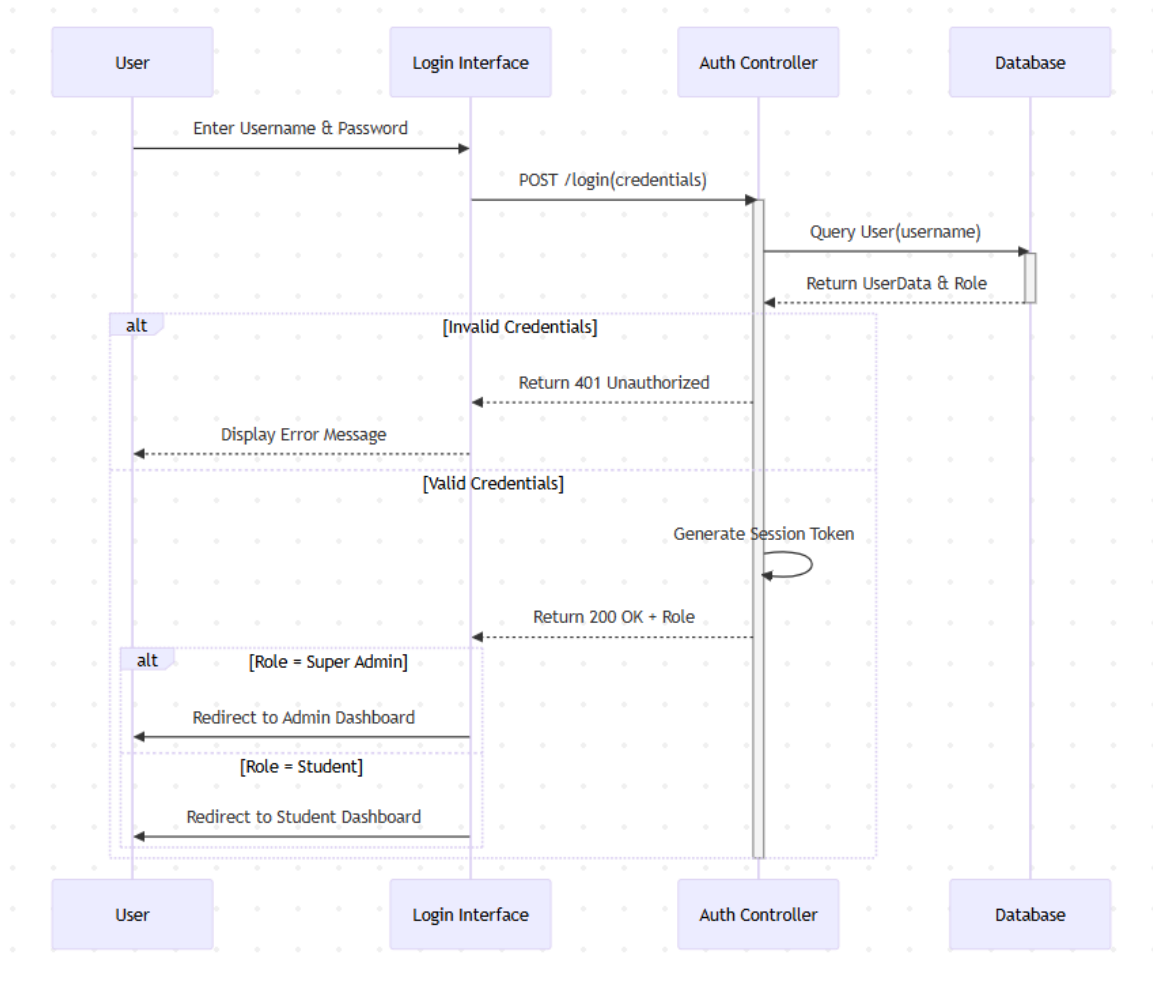 User
Login Interface
Auth Controller
Database
Enter Username & Password
POST /login(credentials)
Query User(username)
Return UserData & Role
alt
[Invalid Credentials]
Return 401 Unauthorized
Display Error Message
[Valid Credentials]
Generate Session Token
Return 200 OK + Role
alt
[Role = Super Admin]
Redirect to Admin Dashboard
[Role = Student]
Redirect to Student Dashboard
User
Login Interface
Auth Controller
Database